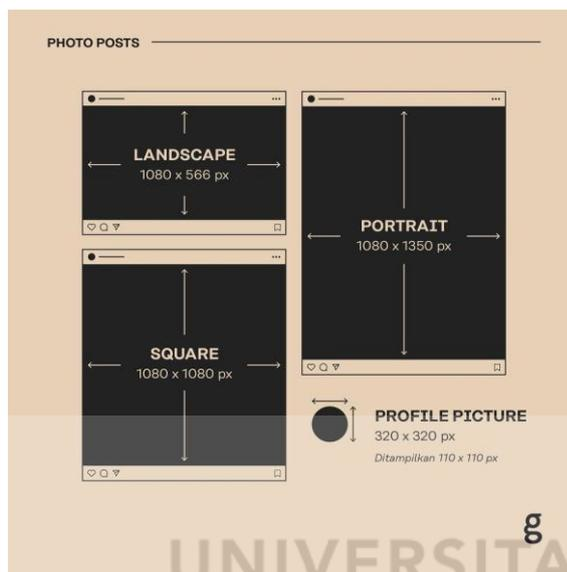 PHOTO POSTS
LANDSCAPE
1080 x 566 px
PORTRAIT
1080 x 1350 px
SQUARE
1080 x 1080 px
PROFILE PICTURE
320 x 320 px
Ditampilkan 110 x 110 px
g
UNIVERSITA